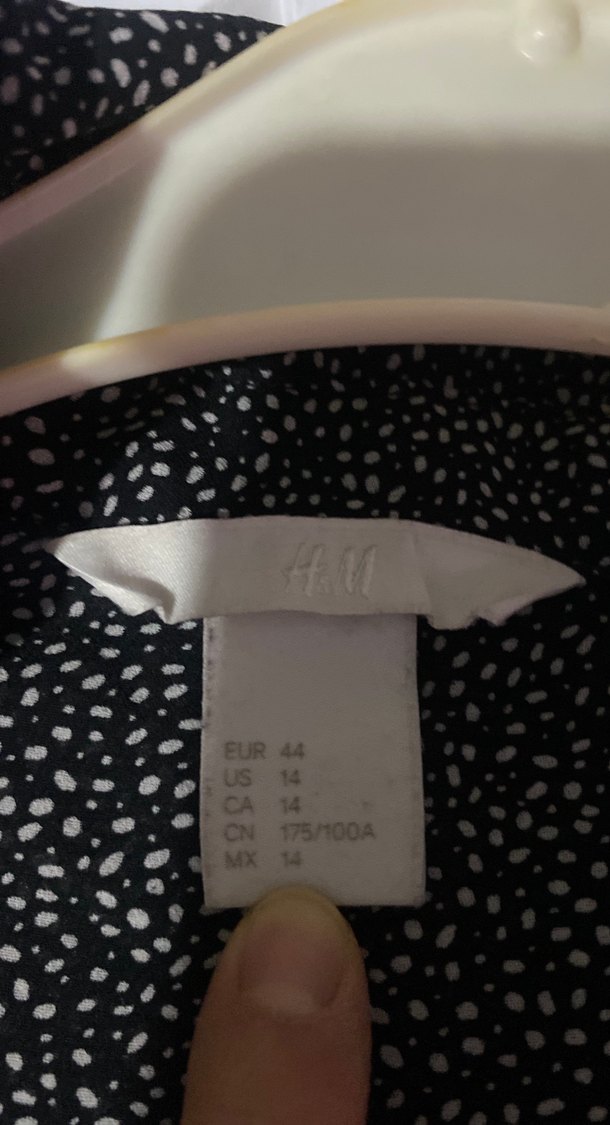 H&M
EUR 44
US 14
CA 14
CN 175/100A
MX 14